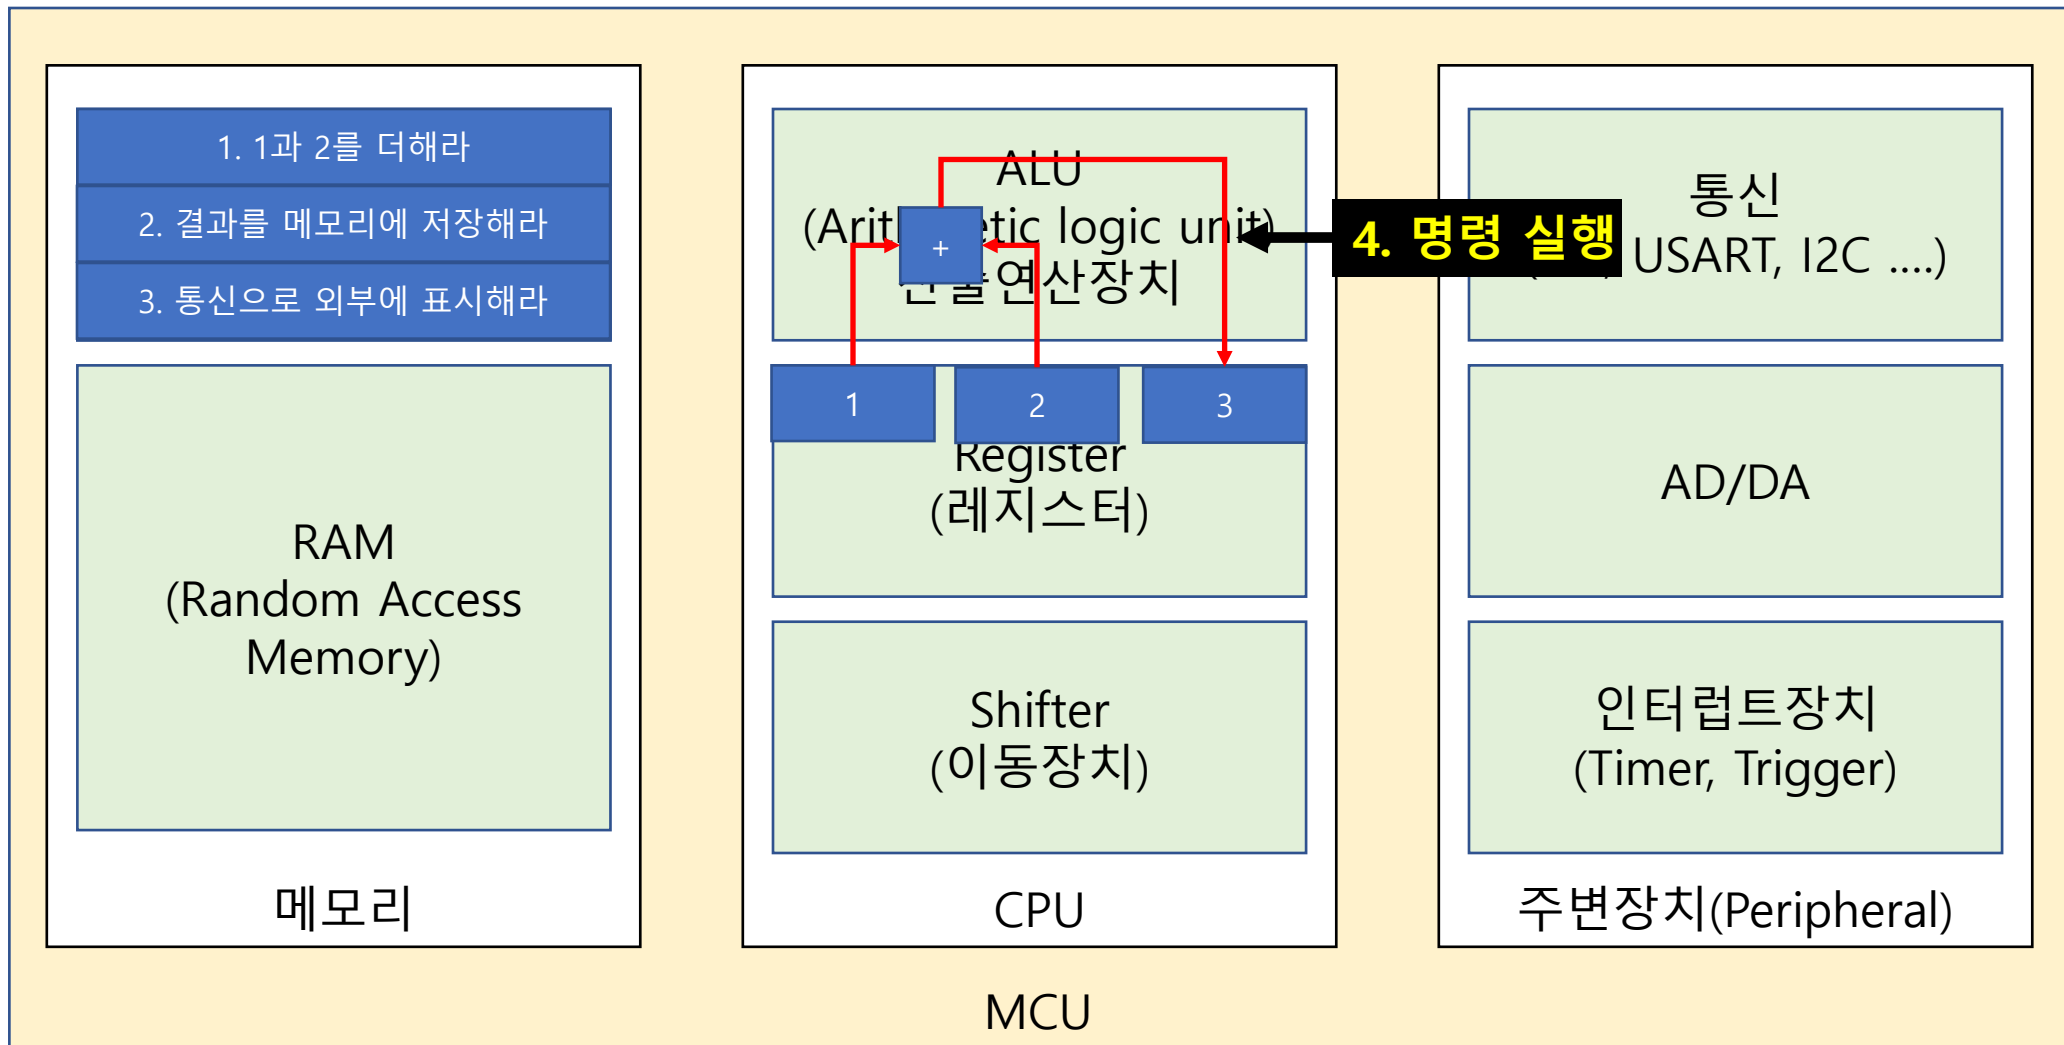 1. 1과 2를 더해라
2. 결과를 메모리에 저장해라
3. 통신으로 외부에 표시해라
RAM
(Random Access
Memory)
메모리
ALU
logic unit)
+
4. 명령 실행
1
2
3
Register
(레지스터)
Shifter
(이동장치)
CPU
통신
USART, I2C ....)
AD/DA
인터럽트장치
(Timer, Trigger)
주변장치(Peripheral)
MCU